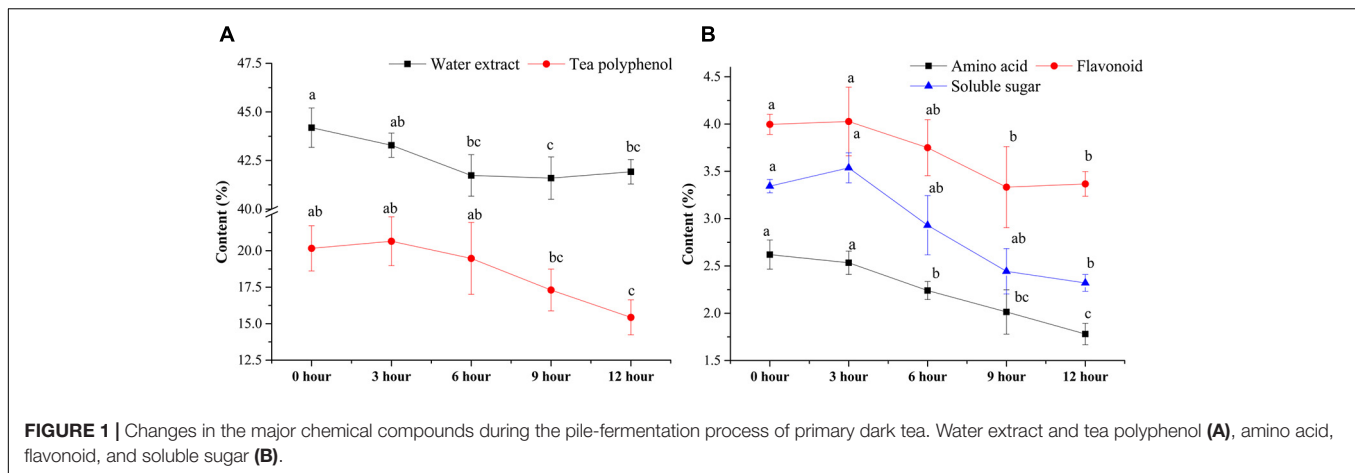 A
Water extract Tea polyphenol
Content (%)
47.5
45.0
42.5
40.0
20.0
17.5
15.0
12.5
a
ab
bc
c
bc
ab
ab
ab
bc
c
0 hour 3 hour 6 hour 9 hour 12 hour
B
Amino acid Flavonoid
Soluble sugar
Content (%)
4.5
4.0
3.5
3.0
2.5
2.0
1.5
a
a
ab
b
b
a
a
ab
ab
b
a
a
b
bc
c
0 hour 3 hour 6 hour 9 hour 12 hour
FIGURE 1 | Changes in the major chemical compounds during the pile-fermentation process of primary dark tea. Water extract and tea polyphenol (A), amino acid,
flavonoid, and soluble sugar (B).